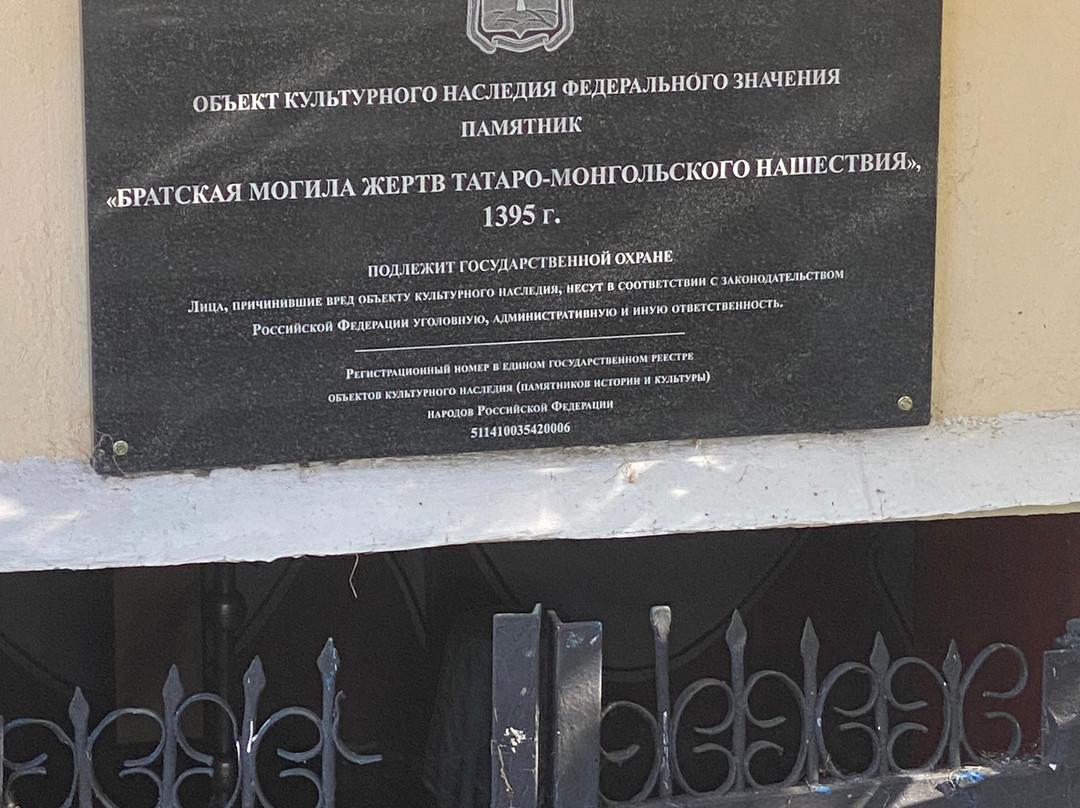 ОБЪЕКТ КУЛЬТУРНОГО НАСЛЕДИЯ ФЕДЕРАЛЬНОГО ЗНАЧЕНИЯ
ПАМЯТНИК
«БРАТСКАЯ МОГИЛА ЖЕРТВ ТАТАРО-МОНГОЛЬСКОГО НАШЕСТВИЯ»,
1395 г.
ПОДЛЕЖИТ ГОСУДАРСТВЕННОЙ ОХРАНЕ
Лица, причинившие вред объекту культурного наследия, несут в соответствии с законодательством
Российской Федерации уголовную, административную и иную ответственность.
Регистрационный номер в едином государственном реестре
объектов культурного наследия (памятников истории и культуры)
народов Российской Федерации
511410035420006